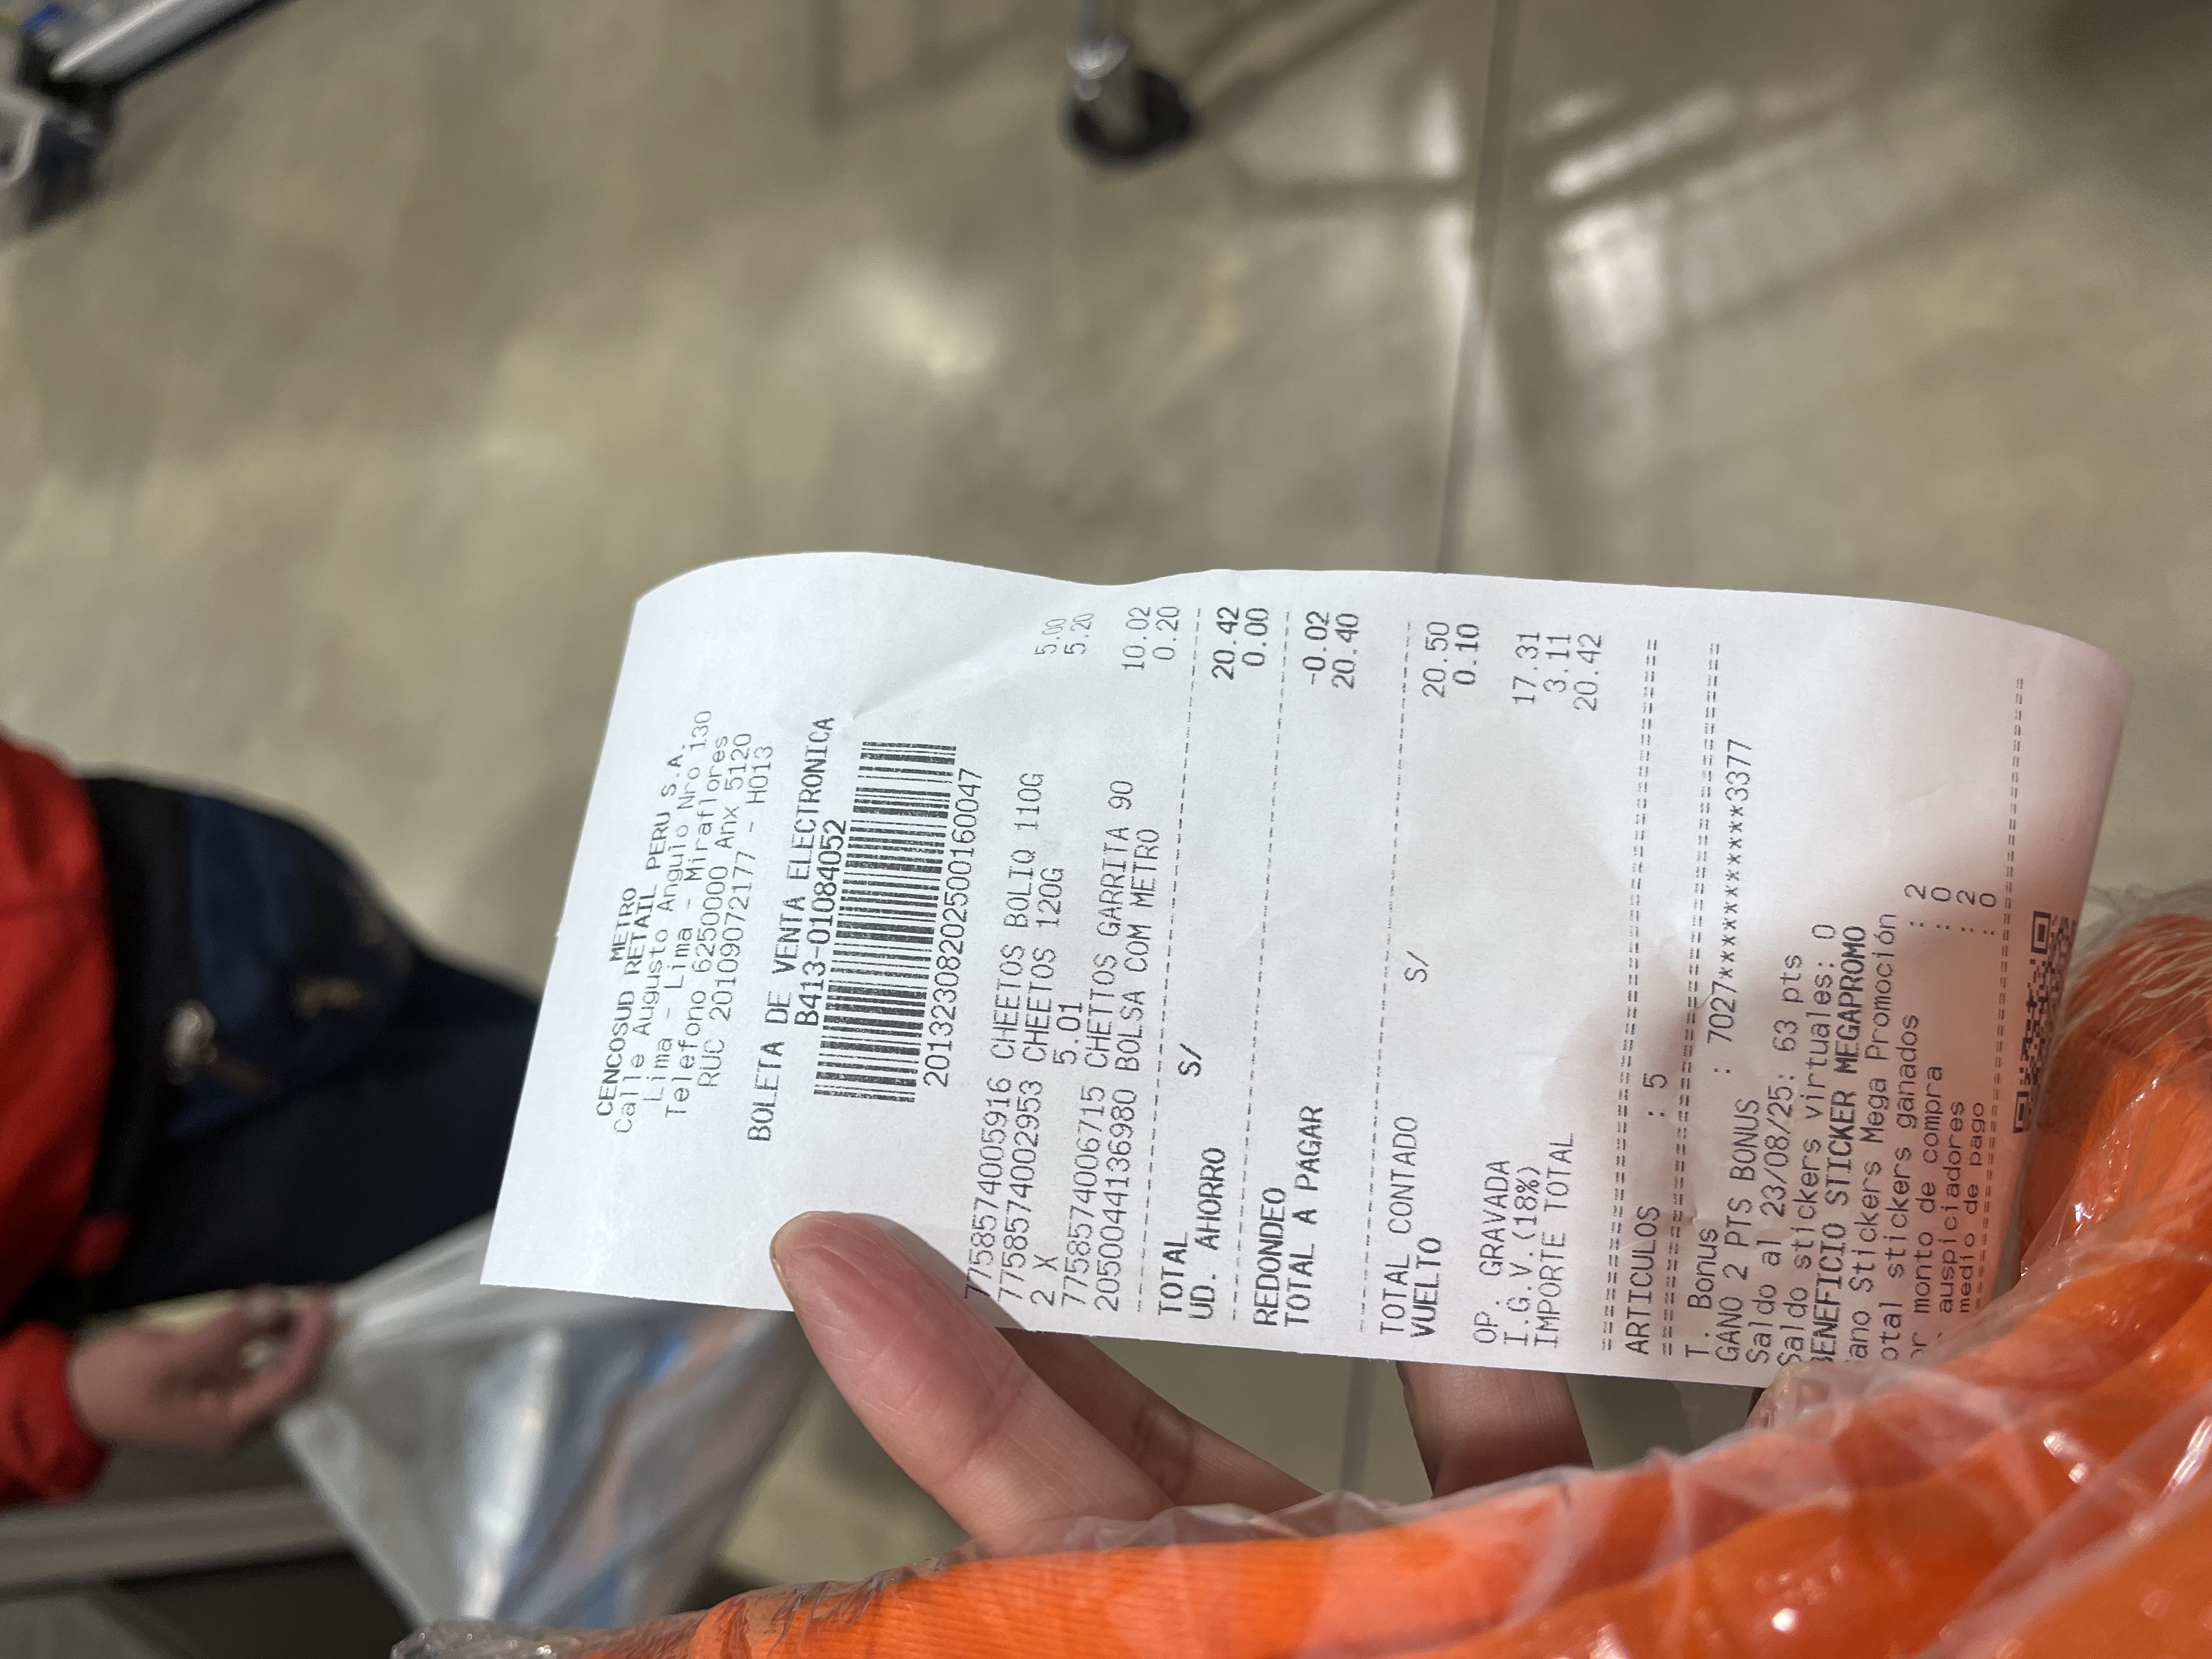 METRO
CENCOSUD RETAIL PERU S.A.
Calle Augusto Angulo Nro 130
Lima - Lima - Miraflores
Telefono 6250000 Anx 5120
RUC 20109072177 - H013
BOLETA DE VENTA ELECTRONICA
B413-01084052
20132308202500160047
7758574005916 CHEETOS BOLIQ 110G 5.00
7758574002953 CHEETOS 120G 5.20
2 X 5.01
7758574006715 CHETTOS GARRITA 90 10.02
2050044136980 BOLSA COM METRO 0.20
TOTAL S/ 20.42
UD. AHORRO 0.00
REDONDEO -0.02
TOTAL A PAGAR 20.40
TOTAL CONTADO S/ 20.50
VUELTO 0.10
OP. GRAVADA 17.31
I.G.V.(18%) 3.11
IMPORTE TOTAL 20.42
ARTICULOS : 5
T. Bonus : 7027***********3377
GANO 2 PTS BONUS
Saldo al 23/08/25: 63 pts
Saldo stickers virtuales: 0
BENEFICIO STICKER MEGAPROMO
ano Stickers Mega Promoción
otal stickers ganados : 2
or monto de compra : 0
auspiciadores : 2
medio de pago : 0